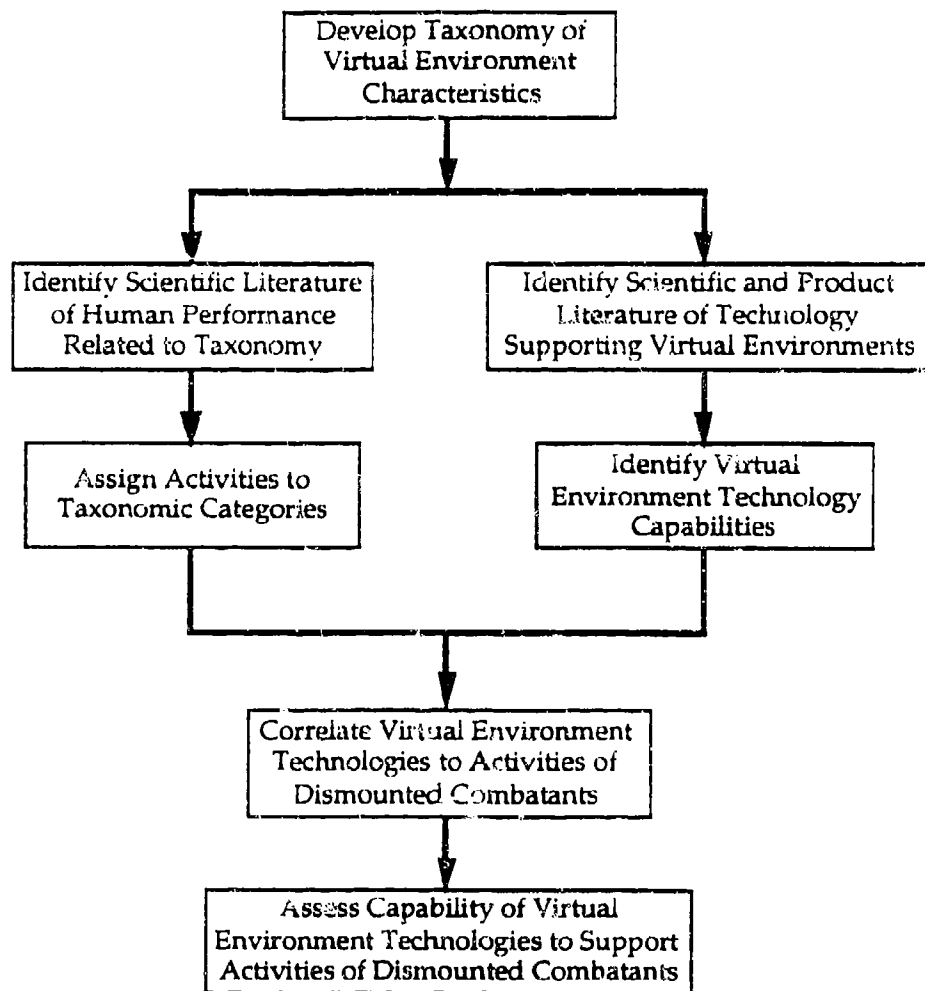 Develop Taxonomy of
Virtual Environment
Characteristics
Identify Scientific Literature
of Human Performance
Related to Taxonomy
Identify Scientific and Product
Literature of Technology
Supporting Virtual Environments
Assign Activities to
Taxonomic Categories
Identify Virtual
Environment Technology
Capabilities
Correlate Virtual Environment
Technologies to Activities of
Dismounted Combatants
Assess Capability of Virtual
Environment Technologies to Support
Activities of Dismounted Combatants